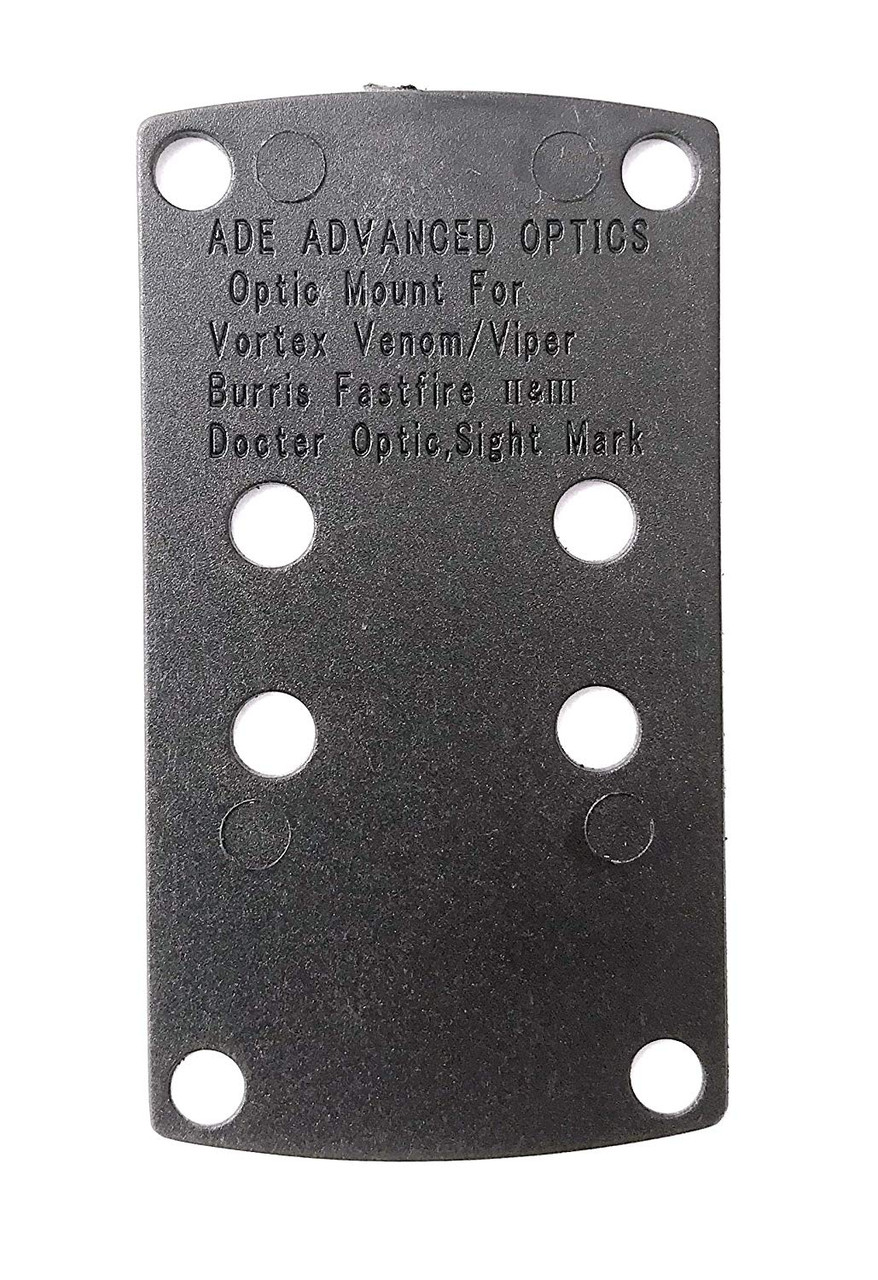 ADE ADVANCED OPTICS
Optic Mount For
Vortex Venom/Viper
Burris Fastfire II&III
Docter Optic,Sight Mark